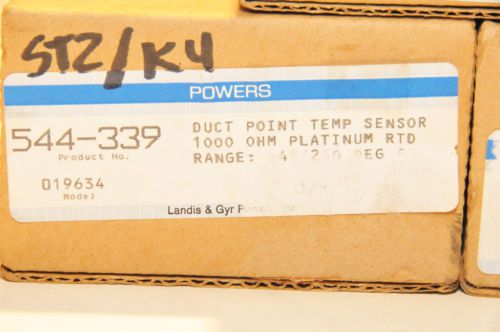 STZ/K4
POWERS
544-339
Product No.
019634
Model
DUCT POINT TEMP SENSOR
1000 OHM PLATINUM RTD
RANGE: DEG
Landis & Gyr